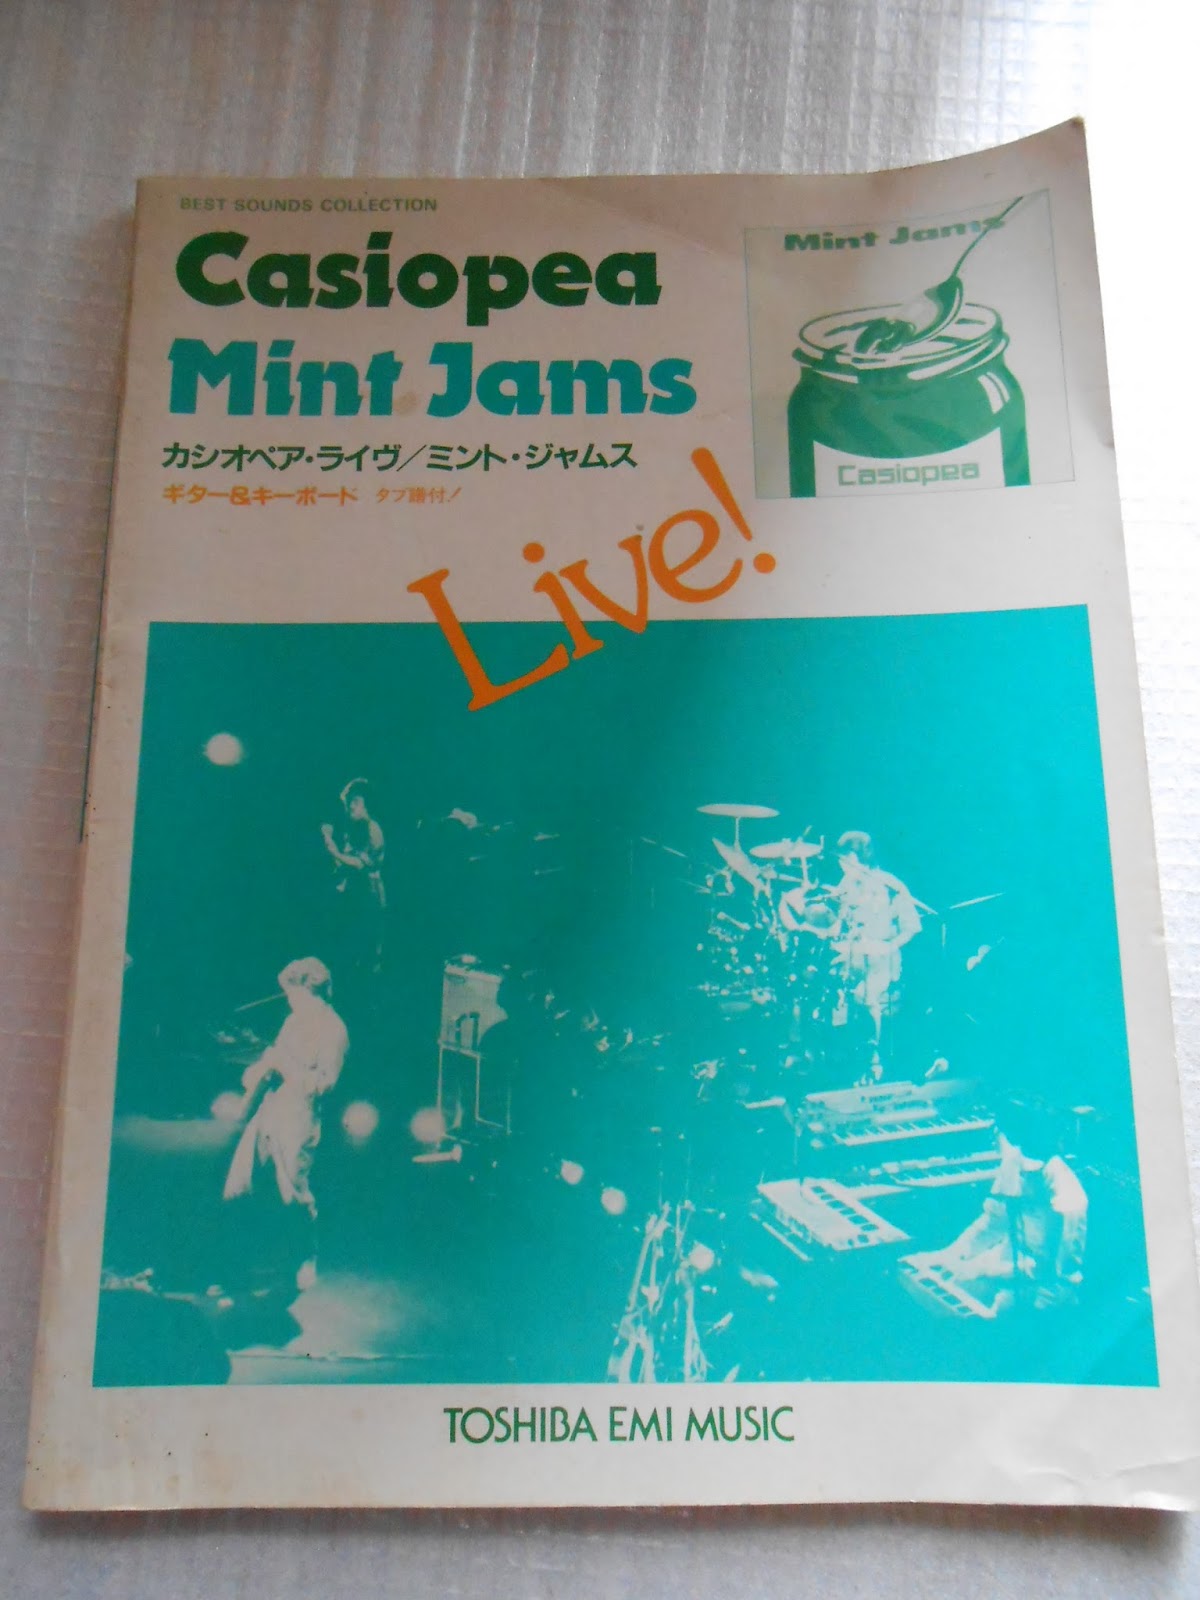 BEST SOUNDS COLLECTION
Casiopea
Mint Jams
カシオペア・ライヴ／ミント・ジャムス
ギター&キーボード タブ譜付!
Mint Jams
Casiopea
Live!
TOSHIBA EMI MUSIC